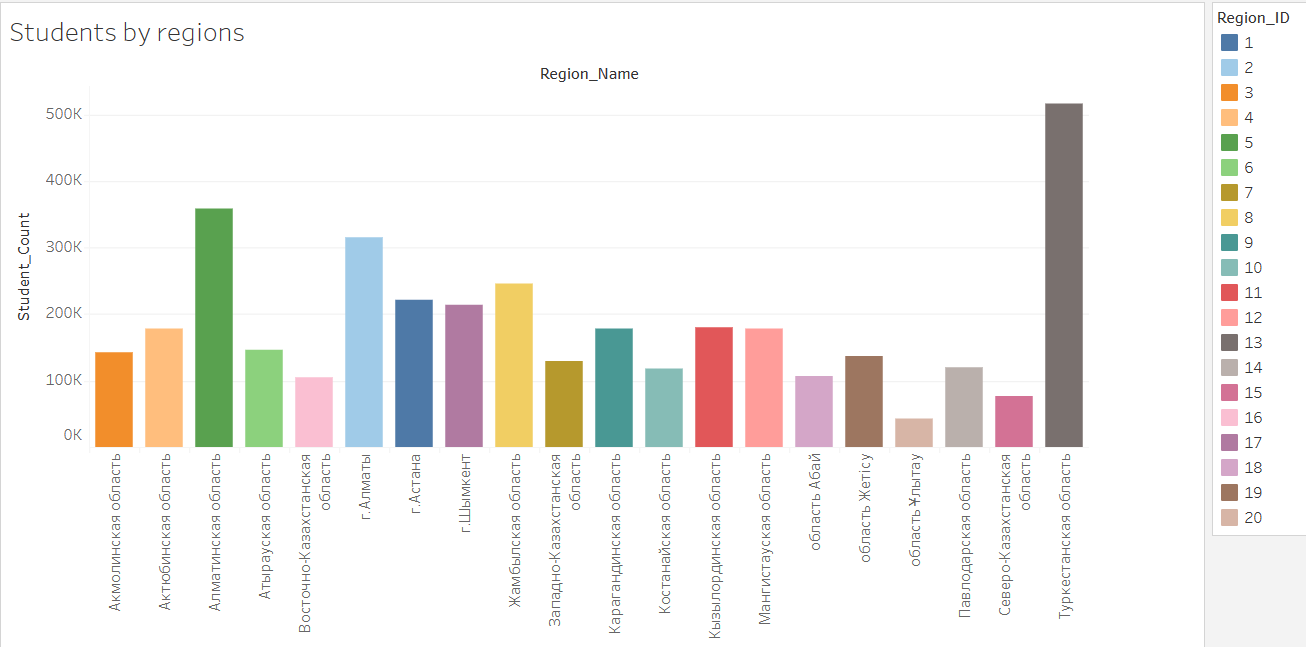 Students by regions
Region_Name
Student_Count
500K
400K
300K
200K
100K
0K
Акмолинская область
Актюбинская область
Алматинская область
Атырауская область
Восточно-Казахстанская
область
г.Алматы
г.Астана
г.Шымкент
Жамбылская область
Западно-Казахстанская
область
Карагандинская область
Костанайская область
Кызылординская область
Мангистауская область
область Абай
область Жетісу
область Ұлытау
Павлодарская область
Северо-Казахстанская
область
Туркестанская область
Region_ID
1
2
3
4
5
6
7
8
9
10
11
12
13
14
15
16
17
18
19
20